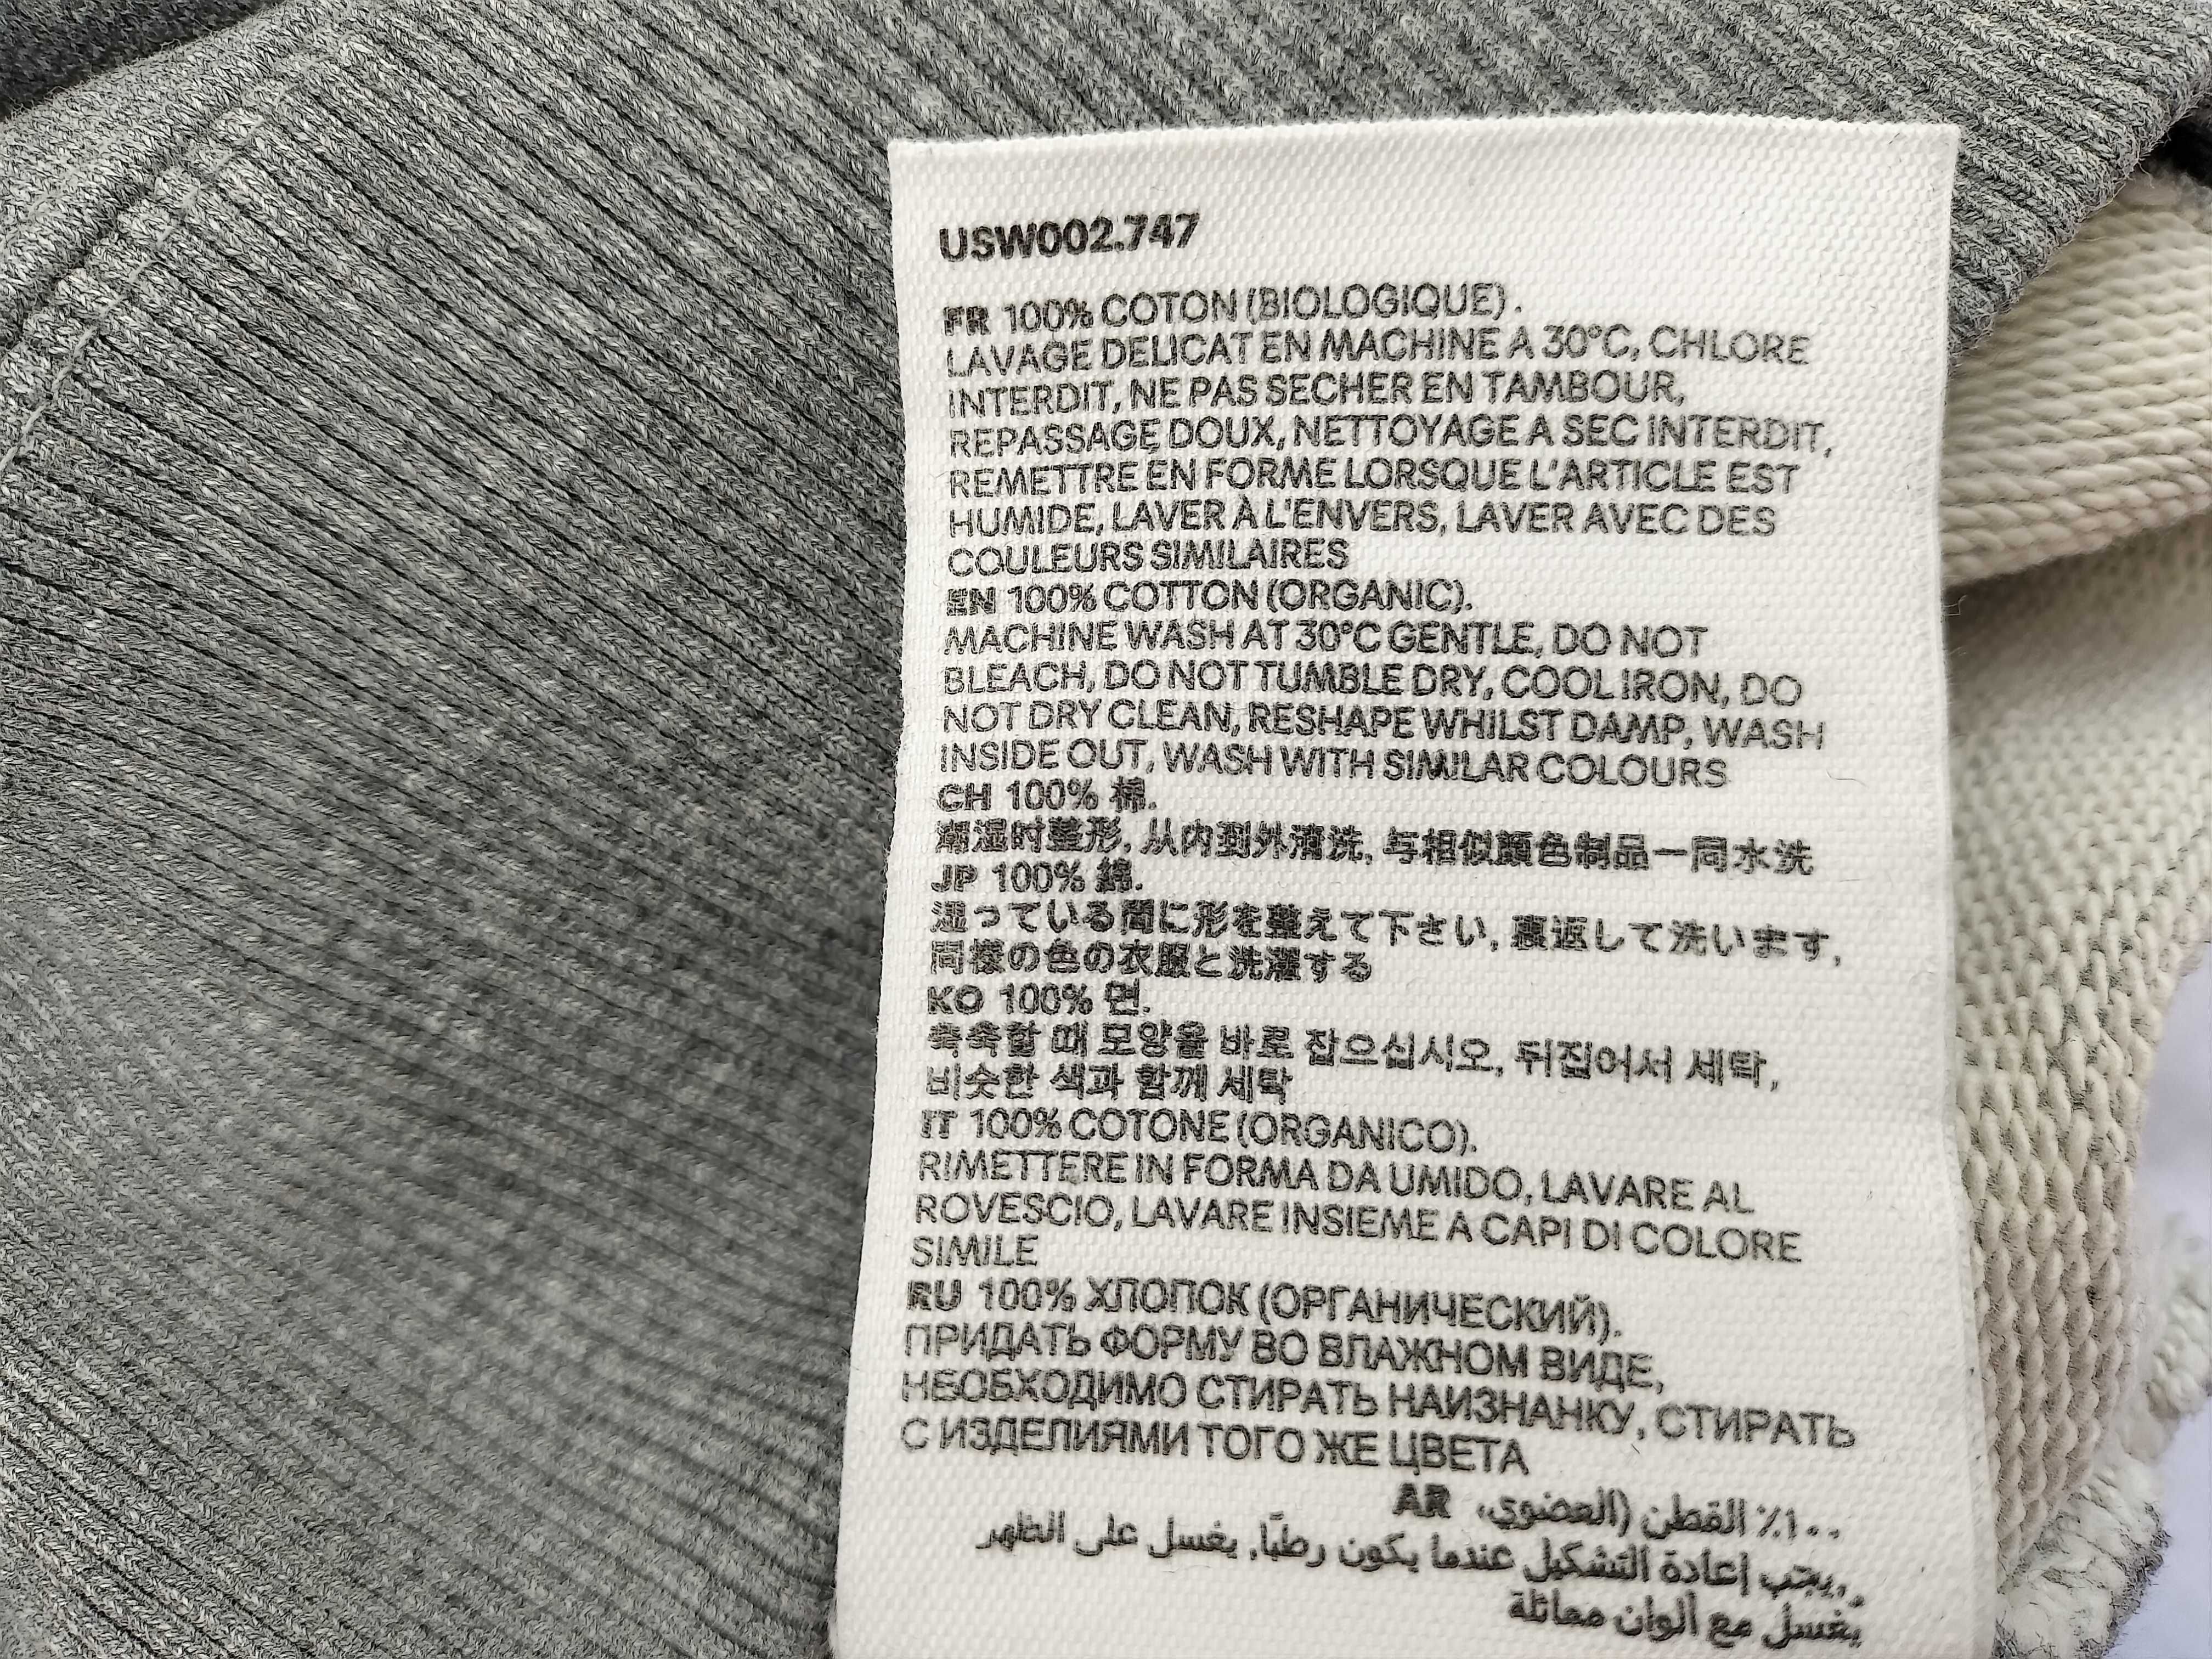 USW002.747
FR 100% COTON (BIOLOGIQUE).
LAVAGE DELICAT EN MACHINE A 30°C, CHLORE
INTERDIT, NE PAS SECHER EN TAMBOUR,
REPASSAGE DOUX, NETTOYAGE A SEC INTERDIT,
REMETTRE EN FORME LORSQUE L'ARTICLE EST
HUMIDE, LAVER À L'ENVERS, LAVER AVEC DES
COULEURS SIMILAIRES
EN 100% COTTON (ORGANIC).
MACHINE WASH AT 30°C GENTLE, DO NOT
BLEACH, DO NOT TUMBLE DRY, COOL IRON, DO
NOT DRY CLEAN, RESHAPE WHILST DAMP, WASH
INSIDE OUT, WASH WITH SIMILAR COLOURS
CH 100% 棉.
潮湿时整形, 从内到外清洗, 与相似颜色制品一同水洗
JP 100% 綿.
湿っている間に形を整えて下さい, 裏返して洗います,
同様の色の衣服と洗濯する
KO 100% 면.
축축할 때 모양을 바로 잡으십시오, 뒤집어서 세탁,
비슷한 색과 함께 세탁
IT 100% COTONE (ORGANICO).
RIMETTERE IN FORMA DA UMIDO, LAVARE AL
ROVESCIO, LAVARE INSIEME A CAPI DI COLORE
SIMILE
RU 100% ХЛОПОК (ОРГАНИЧЕСКИЙ).
ПРИДАТЬ ФОРМУ ВО ВЛАЖНОМ ВИДЕ,
НЕОБХОДИМО СТИРАТЬ НАИЗНАНКУ, СТИРАТЬ
С ИЗДЕЛИЯМИ ТОГО ЖЕ ЦВЕТА
١٠٠٪ القطن (العضوي، AR
.يجب إعادة التشكيل عندما يكون رطبًا, يغسل على الظهر,
يغسل مع ألوان مماثلة